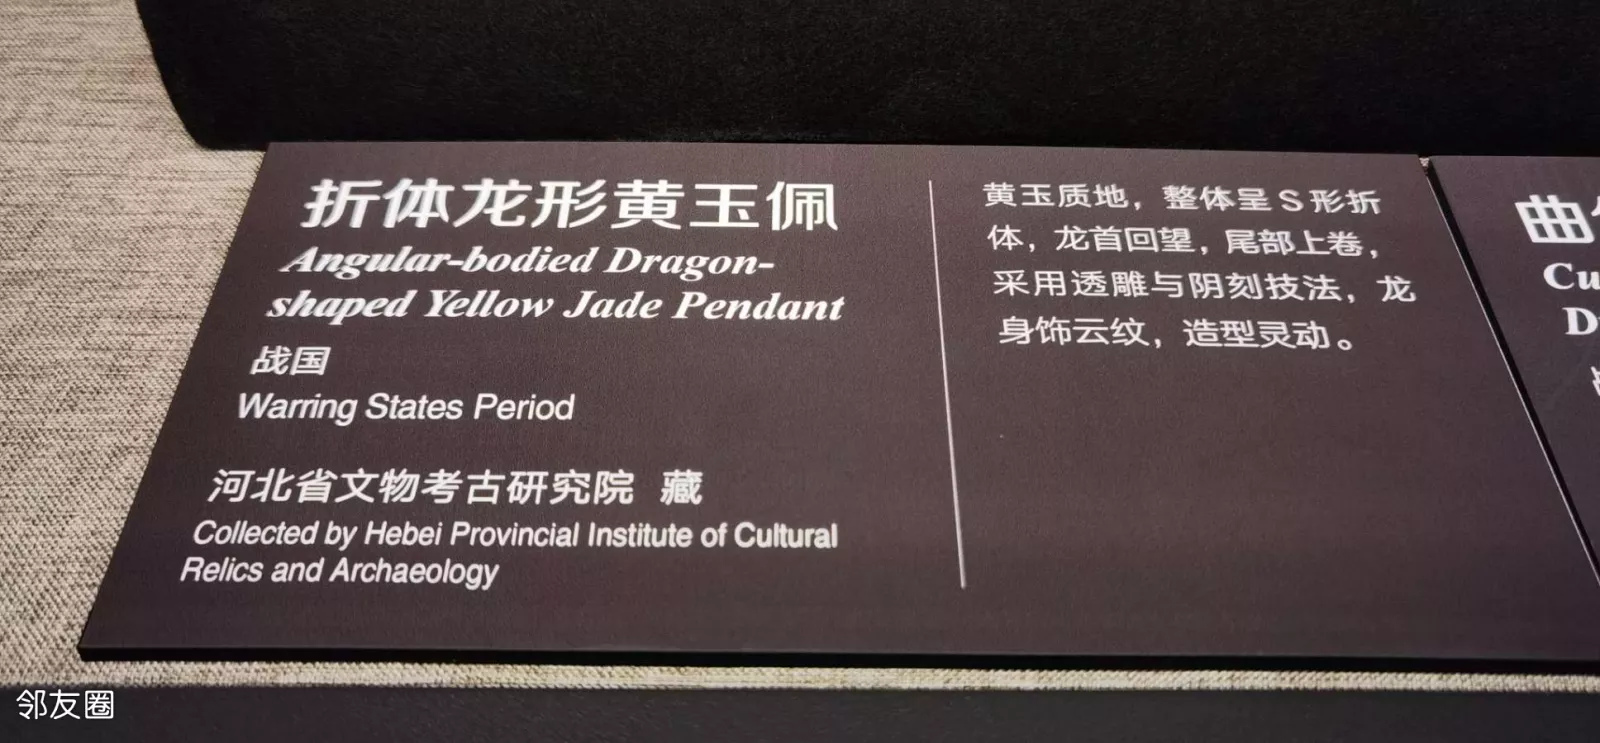 折体龙形黄玉佩
Angular-bodied Dragon-
shaped Yellow Jade Pendant
战国
Warring States Period
河北省文物考古研究院 藏
Collected by Hebei Provincial Institute of Cultural
Relics and Archaeology
黄玉质地，整体呈 S 形折
体，龙首回望，尾部上卷，
采用透雕与阴刻技法，龙
身饰云纹，造型灵动。
曲
Cu
D
邻友圈